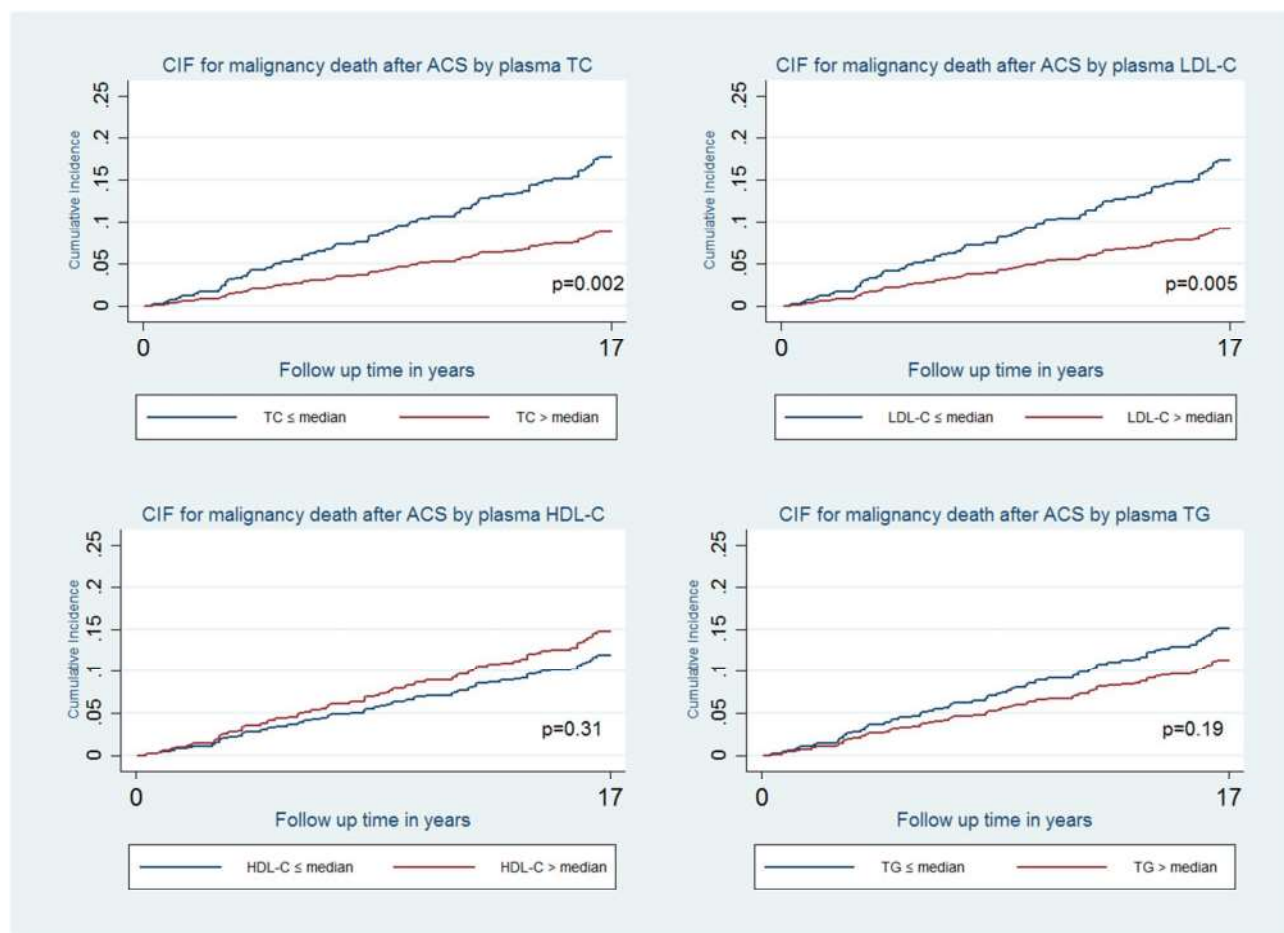 CIF for malignancy death after ACS by plasma TC
Cumulative Incidence
.25
.2
.15
.1
.05
0
p=0.002
0 17
Follow up time in years
TC ≤ median TC > median
CIF for malignancy death after ACS by plasma LDL-C
Cumulative Incidence
.25
.2
.15
.1
.05
0
p=0.005
0 17
Follow up time in years
LDL-C ≤ median LDL-C > median
CIF for malignancy death after ACS by plasma HDL-C
Cumulative Incidence
.25
.2
.15
.1
.05
0
p=0.31
0 17
Follow up time in years
HDL-C ≤ median HDL-C > median
CIF for malignancy death after ACS by plasma TG
Cumulative Incidence
.25
.2
.15
.1
.05
0
p=0.19
0 17
Follow up time in years
TG ≤ median TG > median